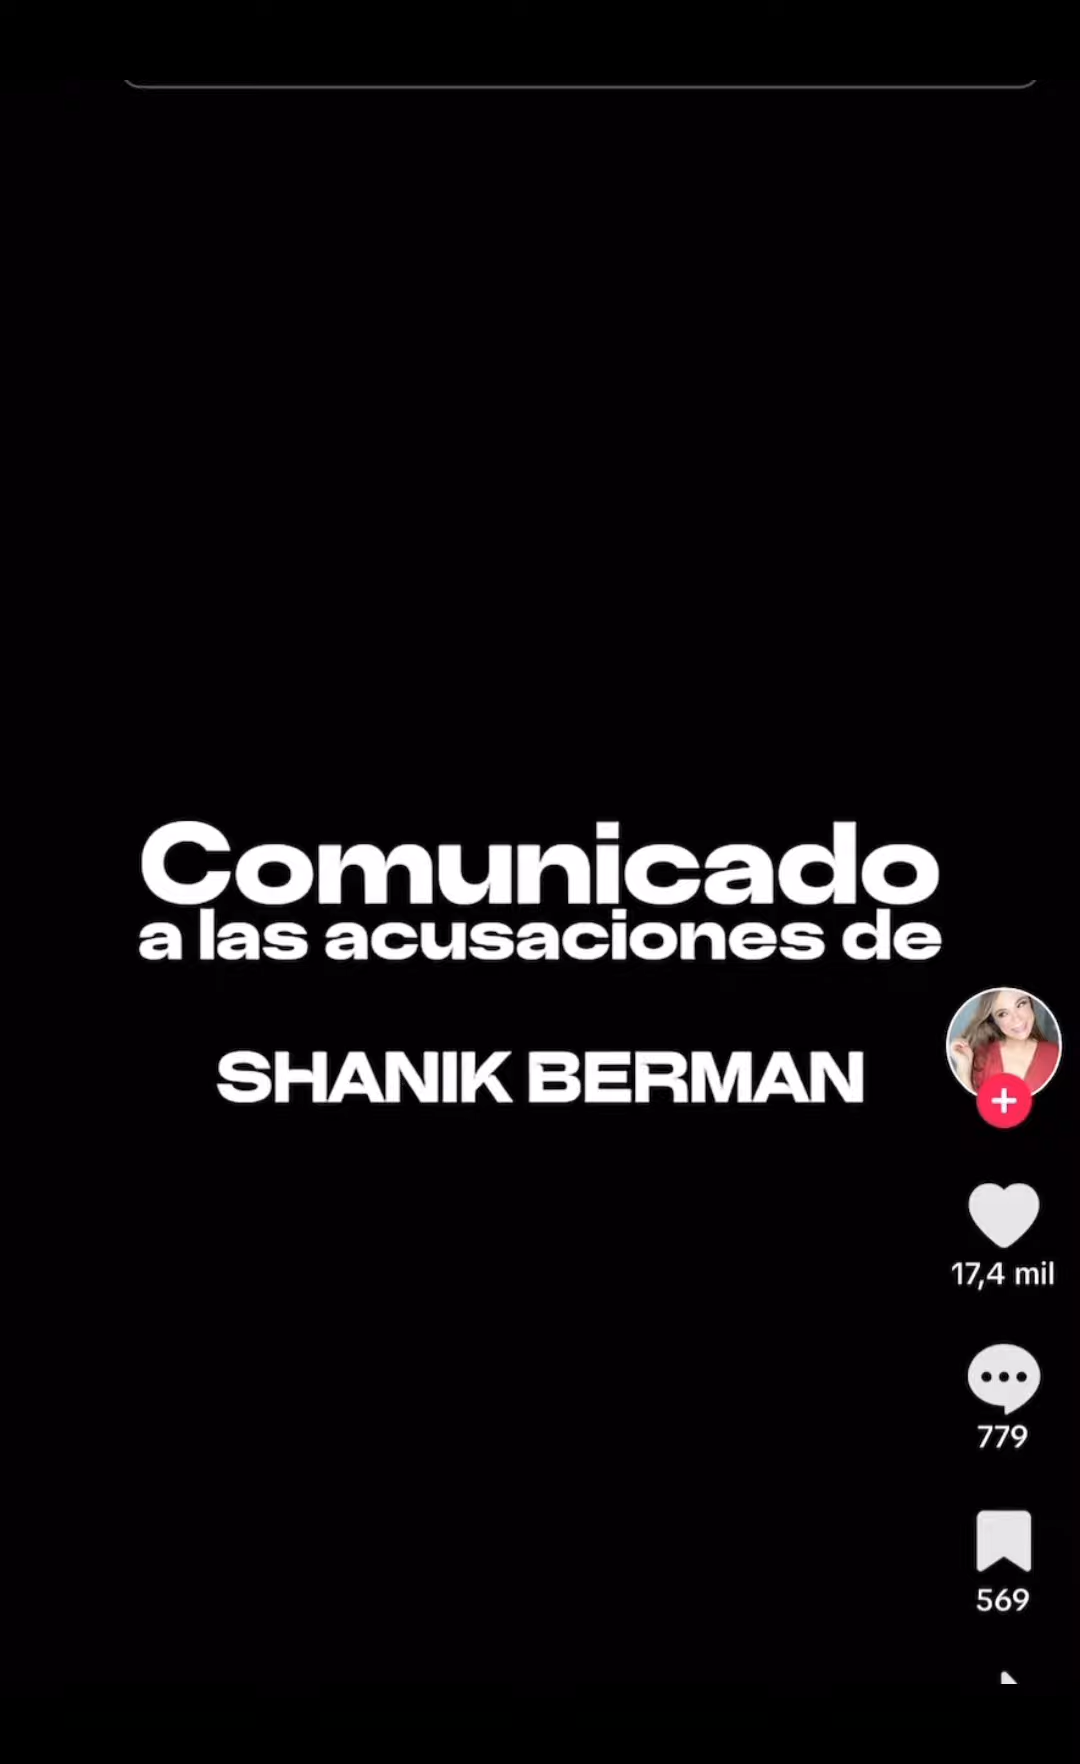 Comunicado
a las acusaciones de
SHANIK BERMAN
17,4 mil
779
569